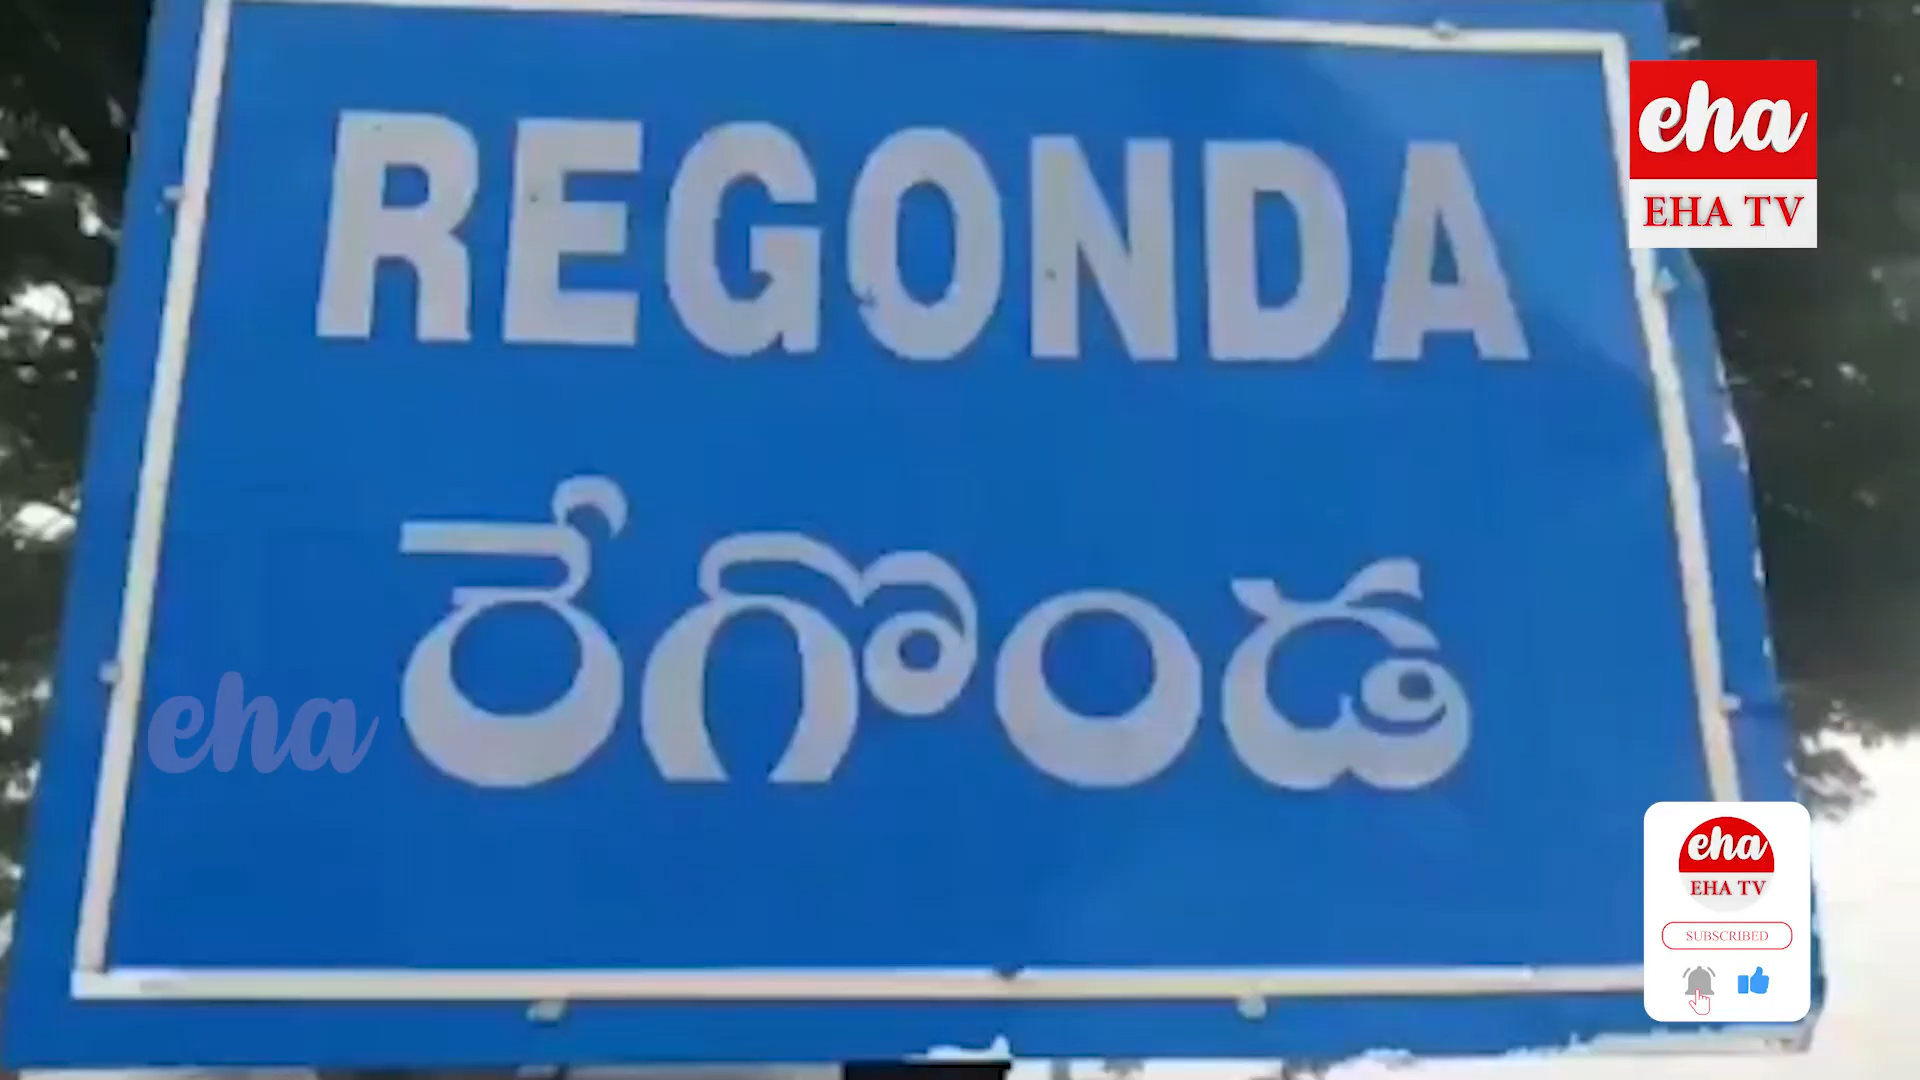 REGONDA
రేగొండ
eha
EHA TV
eha
eha
EHA TV
SUBSCRIBED